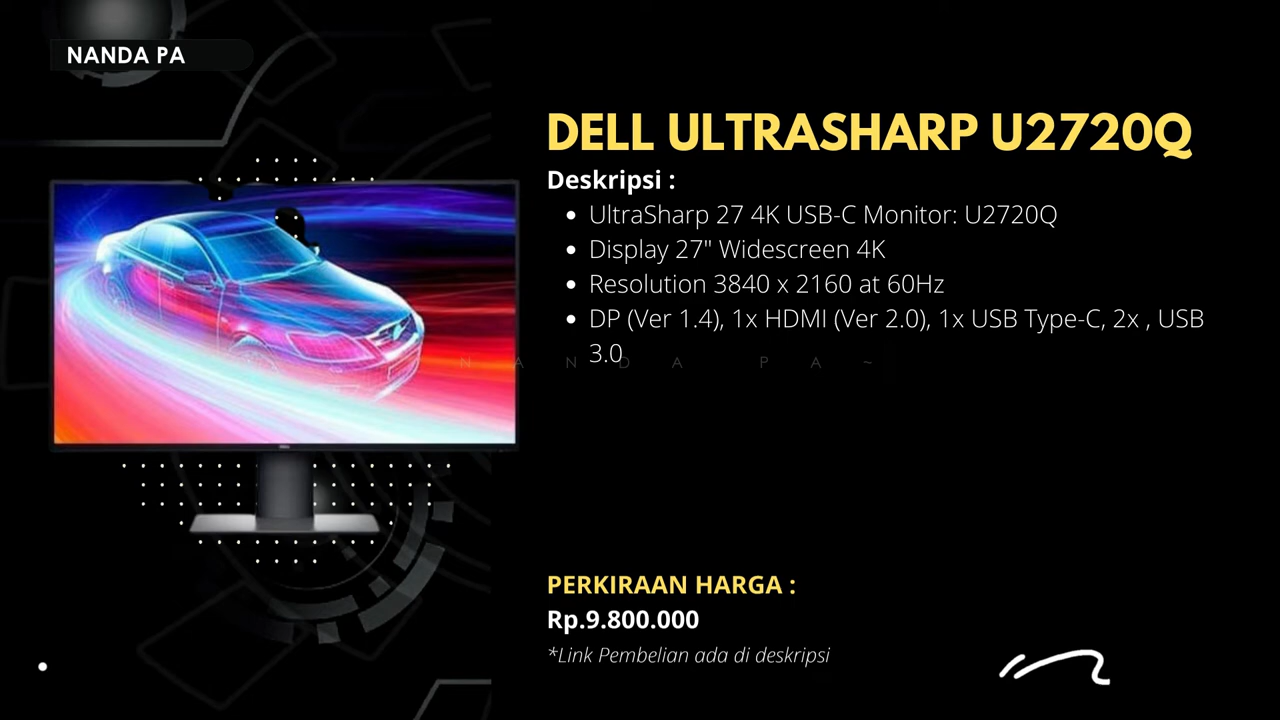 NANDA PA
DELL ULTRASHARP U2720Q
Deskripsi :
• UltraSharp 27 4K USB-C Monitor: U2720Q
• Display 27" Widescreen 4K
• Resolution 3840 x 2160 at 60Hz
• DP (Ver 1.4), 1x HDMI (Ver 2.0), 1x USB Type-C, 2x , USB
3.0
NANDA PA ~
PERKIRAAN HARGA :
Rp.9.800.000
*Link Pembelian ada di deskripsi